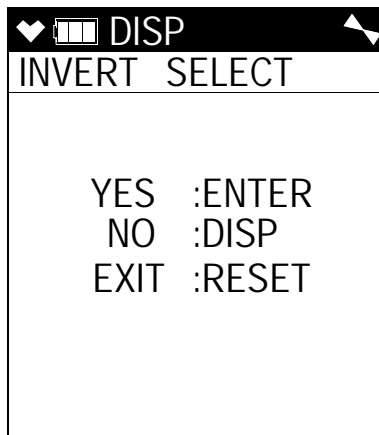 DISP
INVERT SELECT
YES :ENTER
NO :DISP
EXIT :RESET